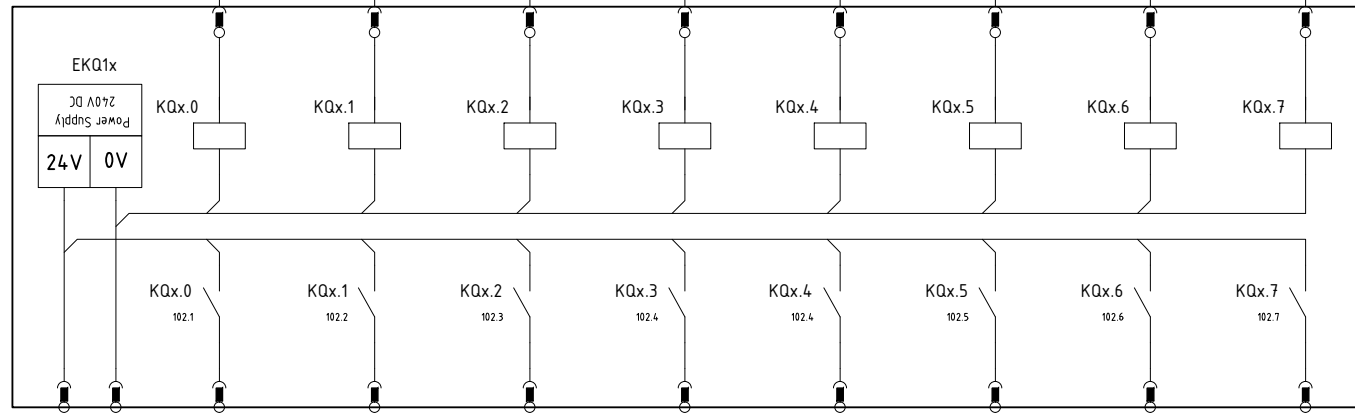 EKQ1x
Power Supply
240V DC
24V 0V
KQx.0 KQx.1 KQx.2 KQx.3 KQx.4 KQx.5 KQx.6 KQx.7
KQx.0 KQx.1 KQx.2 KQx.3 KQx.4 KQx.5 KQx.6 KQx.7
102.1 102.2 102.3 102.4 102.4 102.5 102.6 102.7